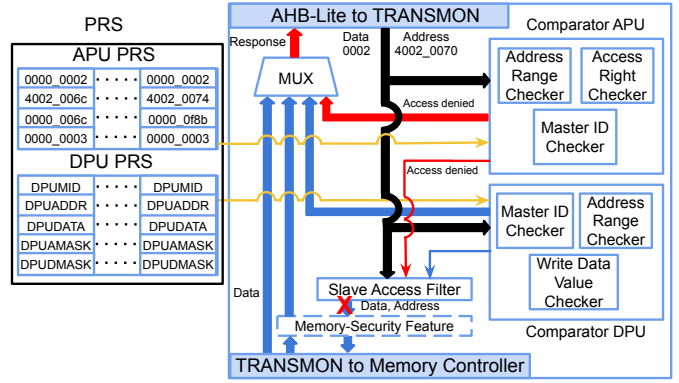 PRS
APU PRS
0000_0002 ····· 0000_0002
4002_006c ····· 4002_0074
0000_006c ····· 0000_0f8b
0000_0003 ····· 0000_0003
DPU PRS
DPUMID ····· DPUMID
DPUADDR ····· DPUADDR
DPUDATA ····· DPUDATA
DPUAMASK ····· DPUAMASK
DPUDMASK ····· DPUDMASK
AHB-Lite to TRANSMON
Response
Data
0002
Address
4002_0070
MUX
Access denied
Comparator APU
Address
Range
Checker
Access
Right
Checker
Master ID
Checker
Access denied
Master ID
Checker
Address
Range
Checker
Write Data
Value
Checker
Comparator DPU
Slave Access Filter
X
Data, Address
Data
Memory-Security Feature
TRANSMON to Memory Controller